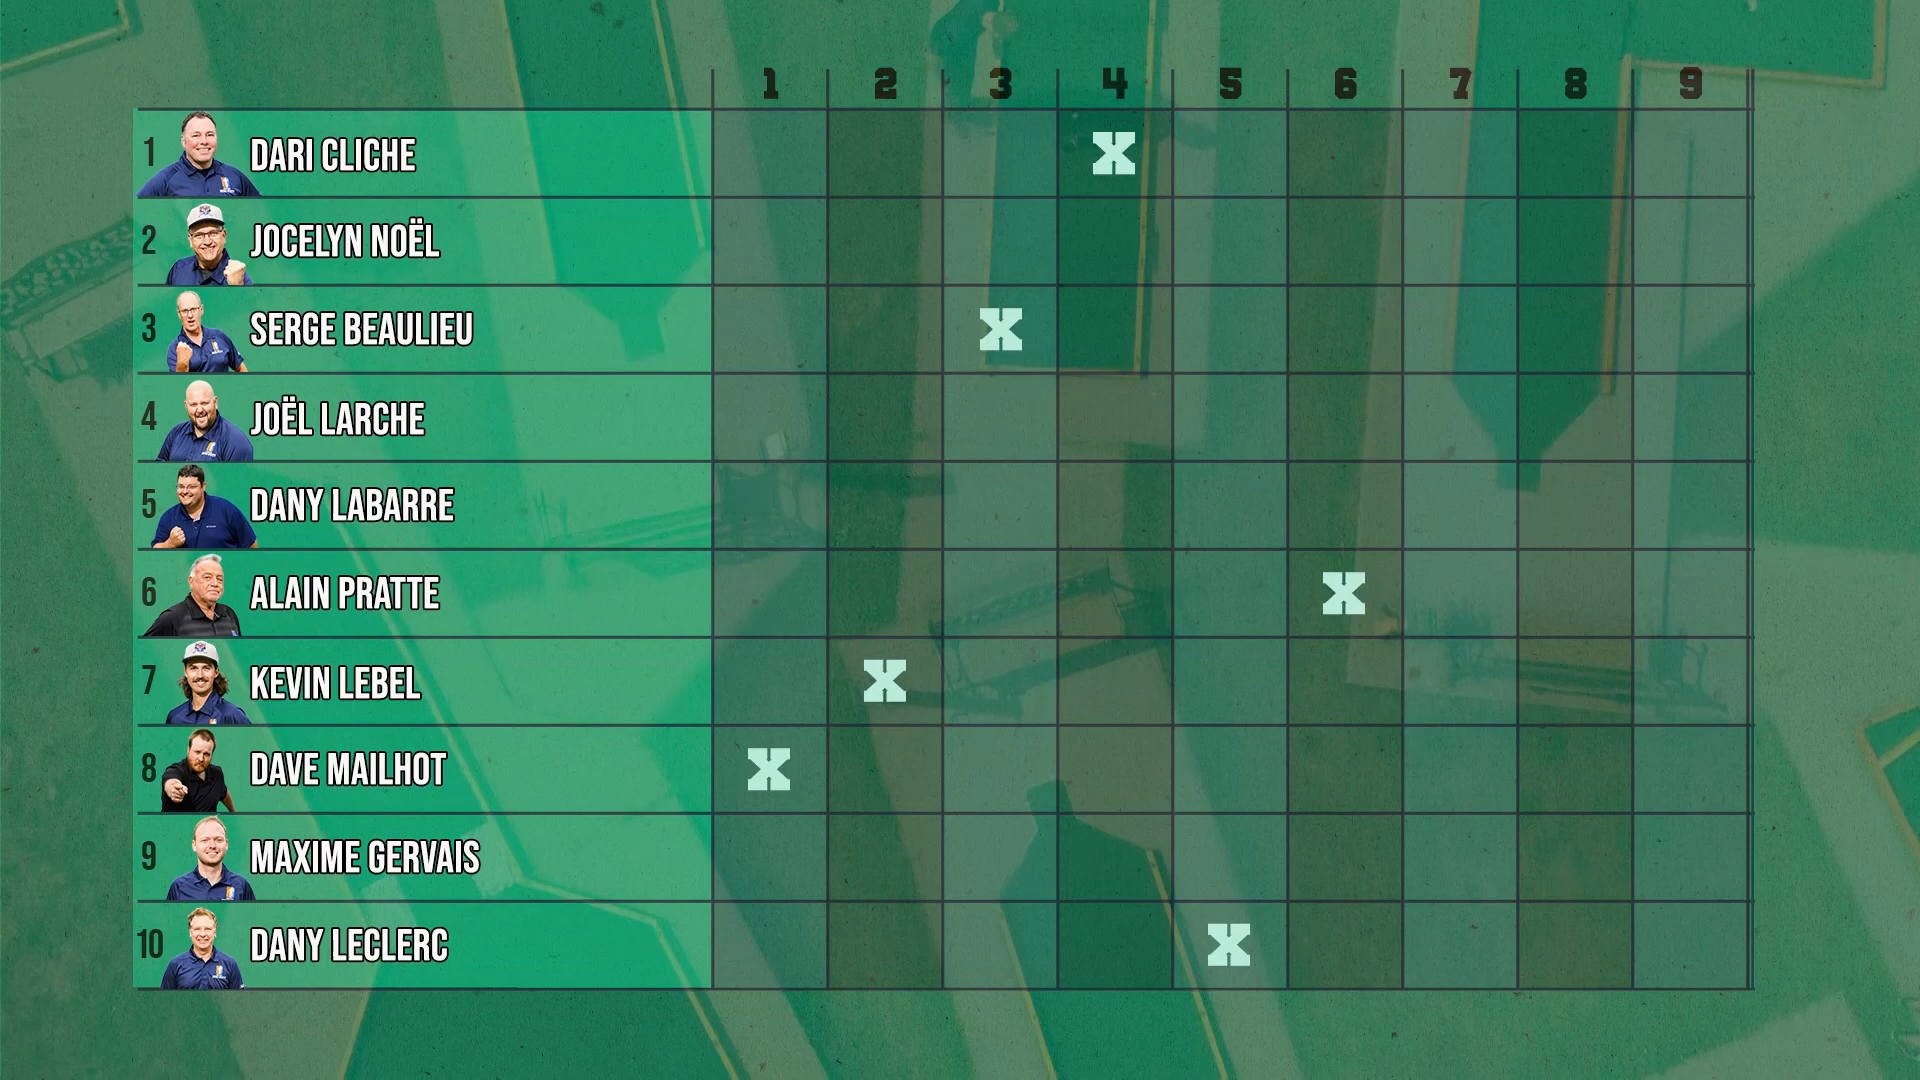 1 2 3 4 5 6 7 8 9
1 DARI CLICHE X
2 JOCELYN NOËL
3 SERGE BEAULIEU X
4 JOËL LARCHE
5 DANY LABARRE
6 ALAIN PRATTE X
7 KEVIN LEBEL X
8 DAVE MAILHOT X
9 MAXIME GERVAIS
10 DANY LECLERC X